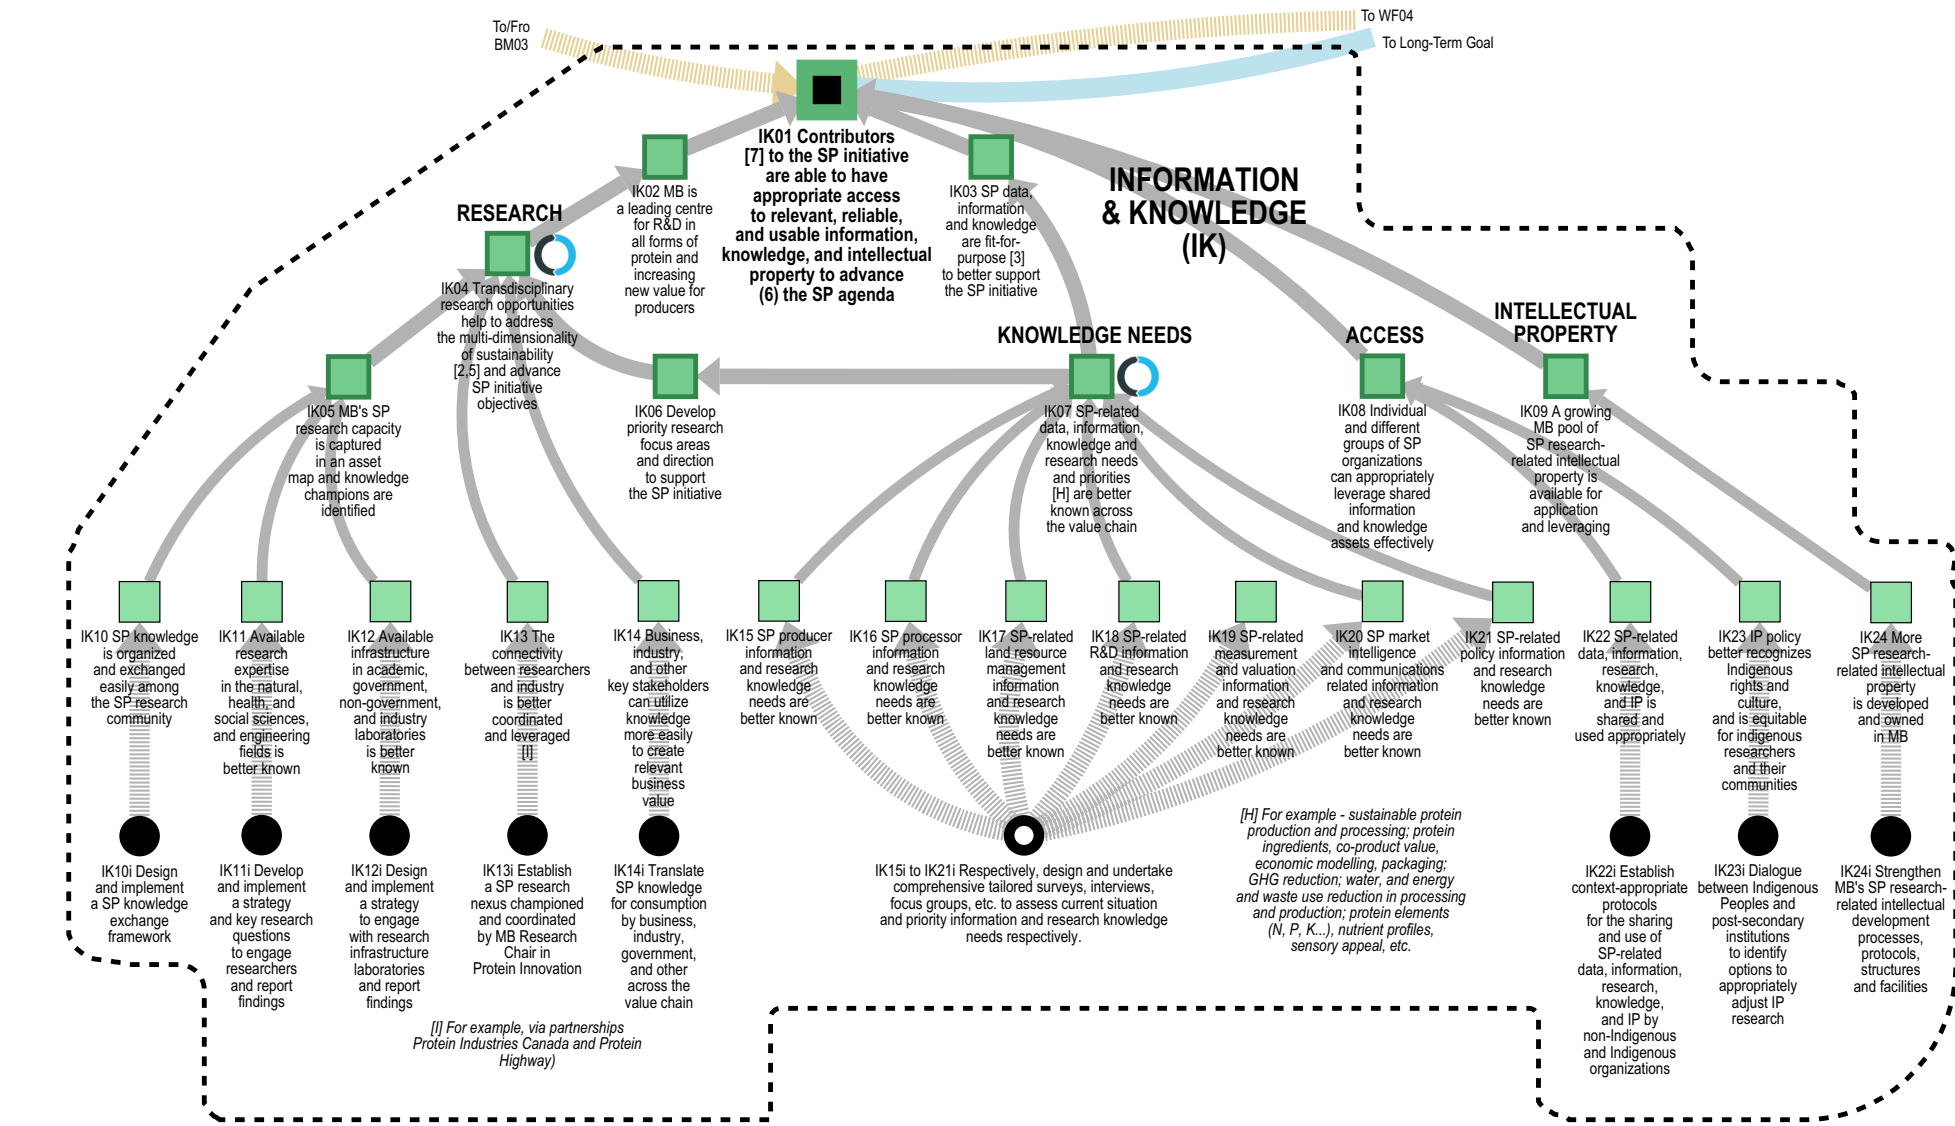 To/Fro
BM03
To WF04
To Long-Term Goal
IK01 Contributors
[7] to the SP initiative
are able to have
appropriate access
to relevant, reliable,
and usable information,
knowledge, and intellectual
property to advance
(6) the SP agenda
INFORMATION
& KNOWLEDGE
(IK)
IK02 MB is
a leading centre
for R&D in
all forms of
protein and
increasing
new value for
producers
IK03 SP data,
information
and knowledge
are fit-for-
purpose [3]
to better support
the SP initiative
RESEARCH
IK04 Transdisciplinary
research opportunities
help to address
the multi-dimensionality
of sustainability
[2,5] and advance
SP initiative
objectives
KNOWLEDGE NEEDS
ACCESS
INTELLECTUAL
PROPERTY
IK05 MB's SP
research capacity
is captured
in an asset
map and knowledge
champions are
identified
IK06 Develop
priority research
focus areas
and direction
to support
the SP initiative
IK07 SP-related
data, information,
knowledge and
research needs
and priorities
[H] are better
known across
the value chain
IK08 Individual
and different
groups of SP
organizations
can appropriately
leverage shared
information
and knowledge
assets effectively
IK09 A growing
MB pool of
SP research-
related intellectual
property is
available for
application
and leveraging
IK10 SP knowledge
is organized
and exchanged
easily among
the SP research
community
IK11 Available
research
expertise
in the natural,
health, and
social sciences,
and engineering
fields is
better known
IK12 Available
infrastructure
in academic,
government,
non-government,
and industry
laboratories
is better
known
IK13 The
connectivity
between researchers
and industry
is better
coordinated
and leveraged
[I]
IK14 Business,
industry,
and other
key stakeholders
can utilize
knowledge
more easily
to create
relevant
business
value
IK15 SP producer
information
and research
knowledge
needs are
better known
IK16 SP processor
information
and research
knowledge
needs are
better known
IK17 SP-related
land resource
management
information
and research
knowledge
needs are
better known
IK18 SP-related
R&D information
and research
knowledge
needs are
better known
IK19 SP-related
measurement
and valuation
information
and research
knowledge
needs are
better known
IK20 SP market
intelligence
and communications
related information
and research
knowledge
needs are
better known
IK21 SP-related
policy information
and research
knowledge
needs are
better known
IK22 SP-related
data, information,
research,
knowledge,
and IP is
shared and
used appropriately
IK23 IP policy
better recognizes
Indigenous
rights and
culture,
and is equitable
for indigenous
researchers
and their
communities
IK24 More
SP research-
related intellectual
property
is developed
and owned
in MB
IK10i Design
and implement
a SP knowledge
exchange
framework
IK11i Develop
and implement
a strategy
and key research
questions
to engage
researchers
and report
findings
IK12i Design
and implement
a strategy
to engage
with research
infrastructure
laboratories
and report
findings
IK13i Establish
a SP research
nexus championed
and coordinated
by MB Research
Chair in
Protein Innovation
IK14i Translate
SP knowledge
for consumption
by business,
industry,
government,
and other
across the
value chain
IK15i to IK21i Respectively, design and undertake
comprehensive tailored surveys, interviews,
focus groups, etc. to assess current situation
and priority information and research knowledge
needs respectively.
[H] For example - sustainable protein
production and processing; protein
ingredients, co-product value,
economic modelling, packaging;
GHG reduction; water, and energy
and waste use reduction in processing
and production; protein elements
(N, P, K...), nutrient profiles,
sensory appeal, etc.
IK22i Establish
context-appropriate
protocols
for the sharing
and use of
SP-related
data, information,
research,
knowledge,
and IP by
non-Indigenous
and Indigenous
organizations
IK23i Dialogue
between Indigenous
Peoples and
post-secondary
institutions
to identify
options to
appropriately
adjust IP
research
IK24i Strengthen
MB's SP research-
related intellectual
development
processes,
protocols,
structures
and facilities
[I] For example, via partnerships
Protein Industries Canada and Protein
Highway)